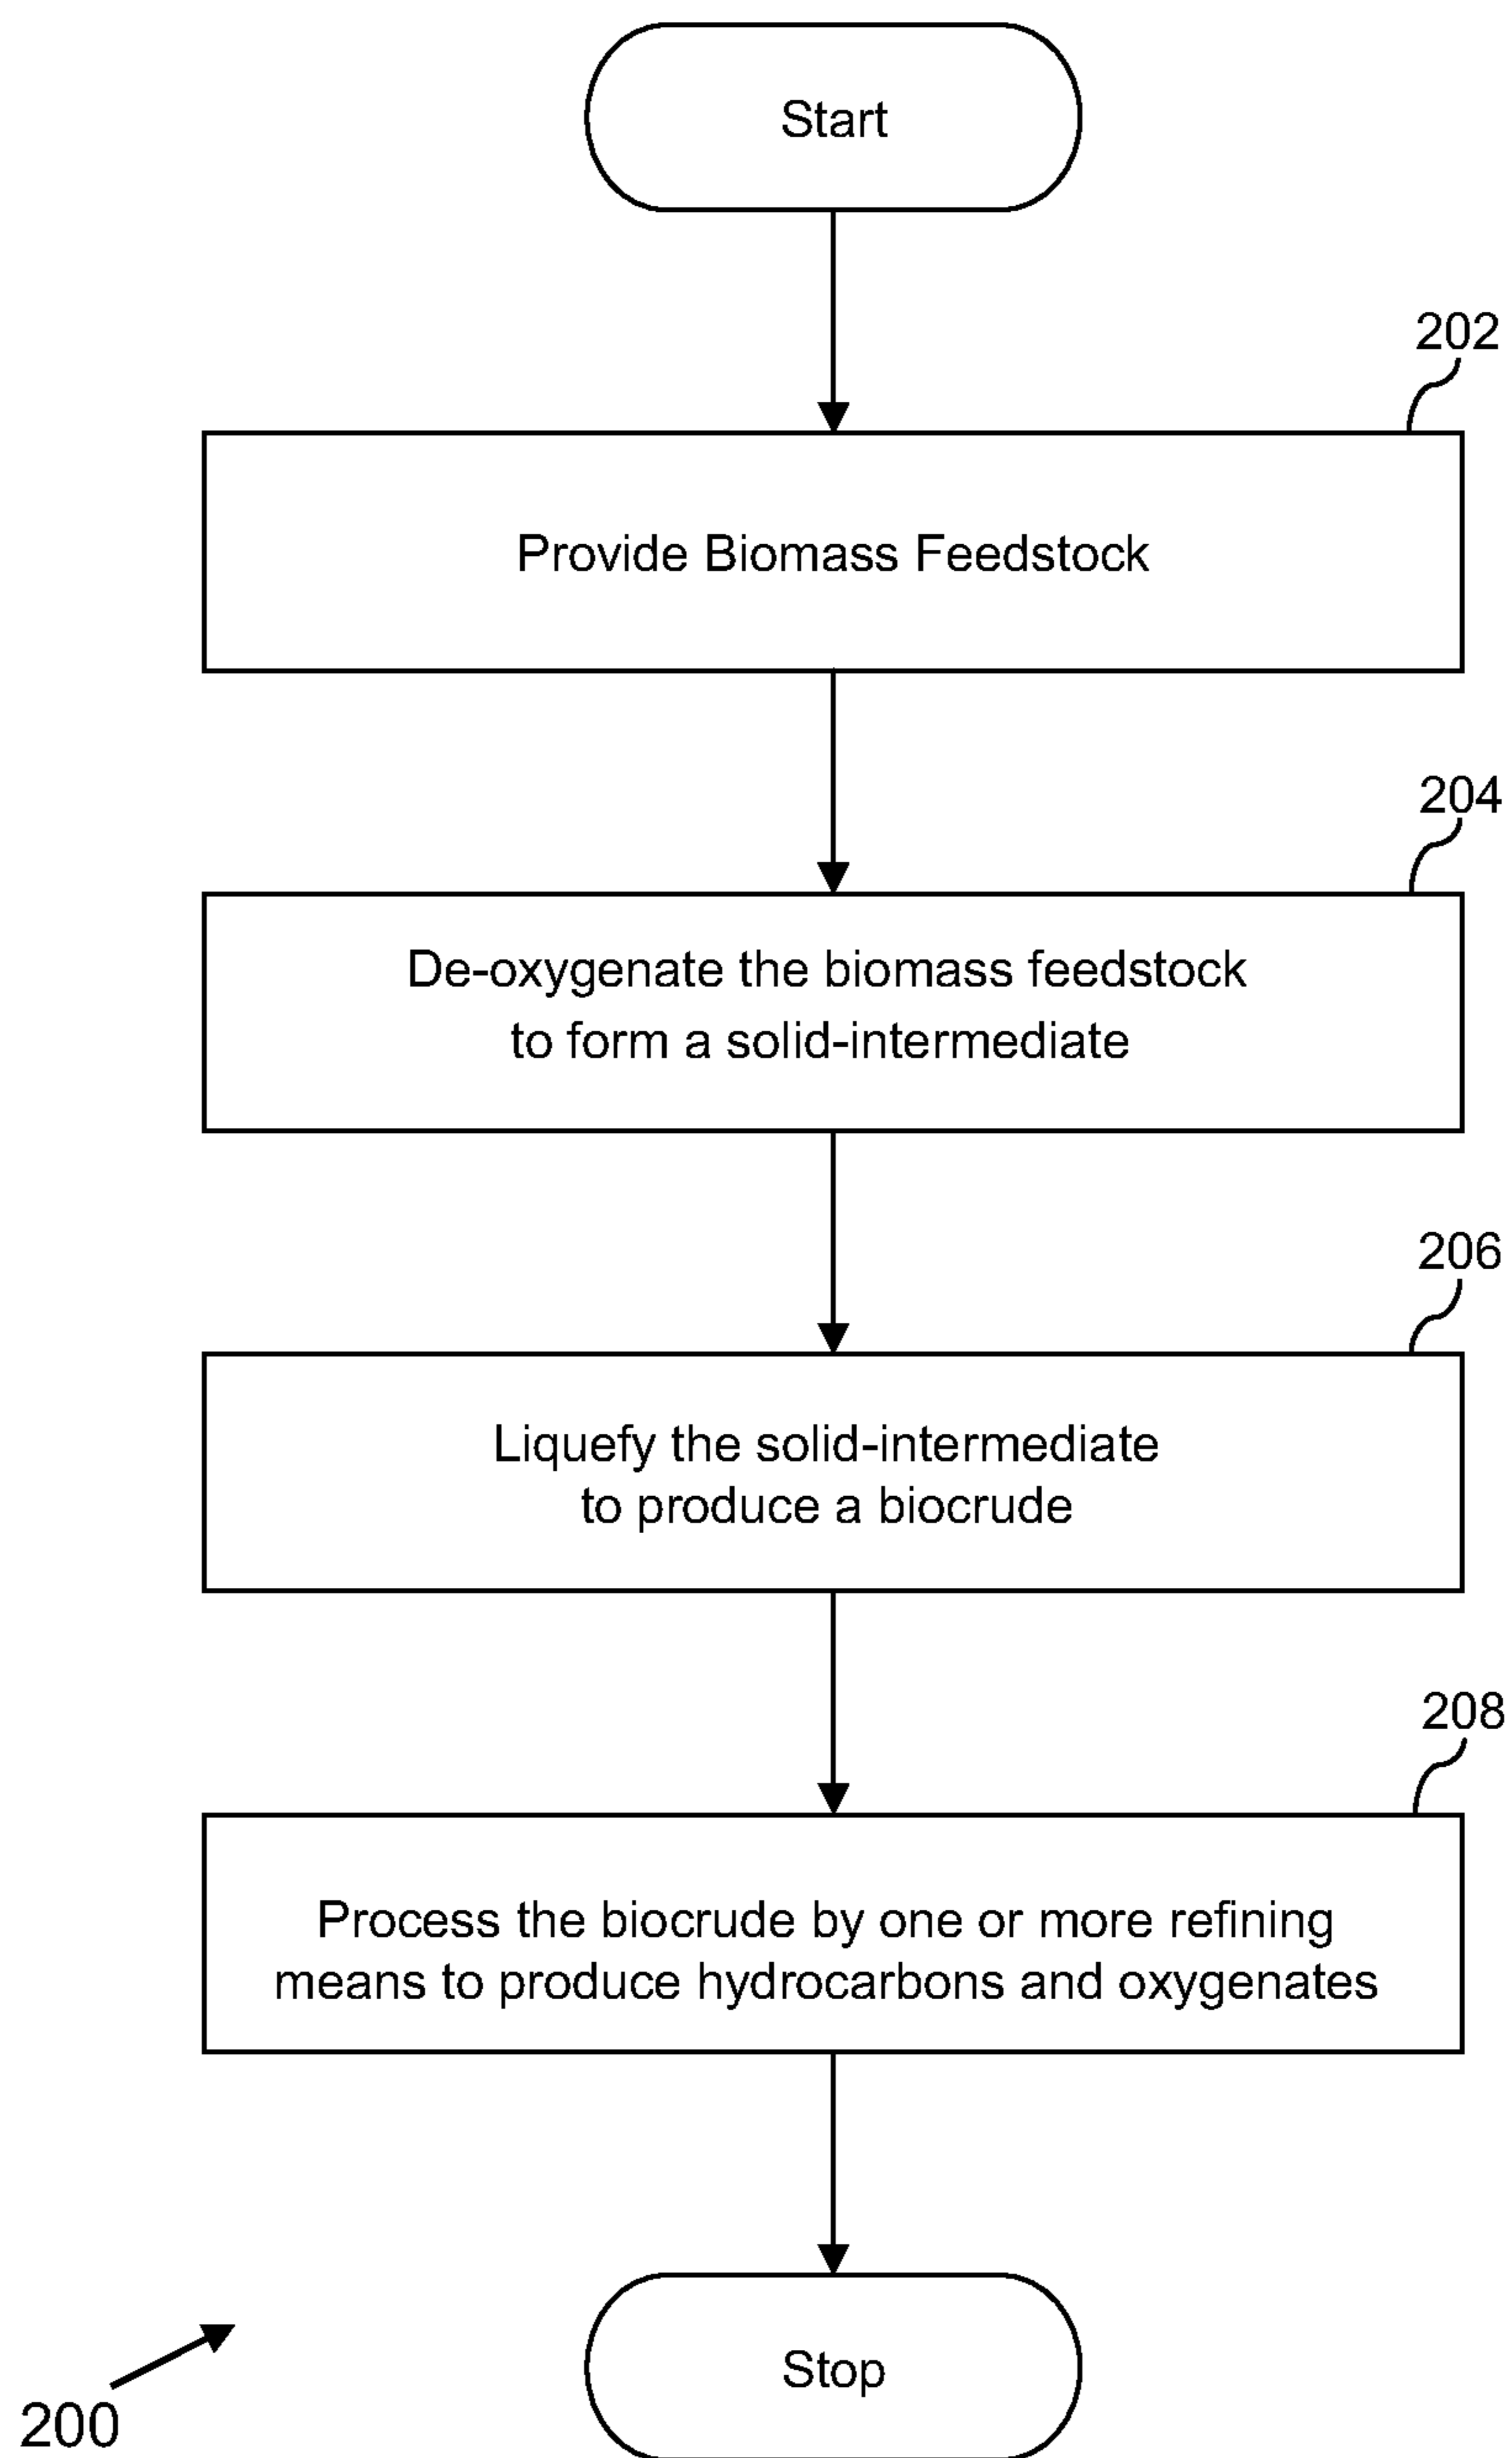 Start
202
Provide Biomass Feedstock
204
De-oxygenate the biomass feedstock
to form a solid-intermediate
206
Liquefy the solid-intermediate
to produce a biocrude
208
Process the biocrude by one or more refining
means to produce hydrocarbons and oxygenates
Stop
200